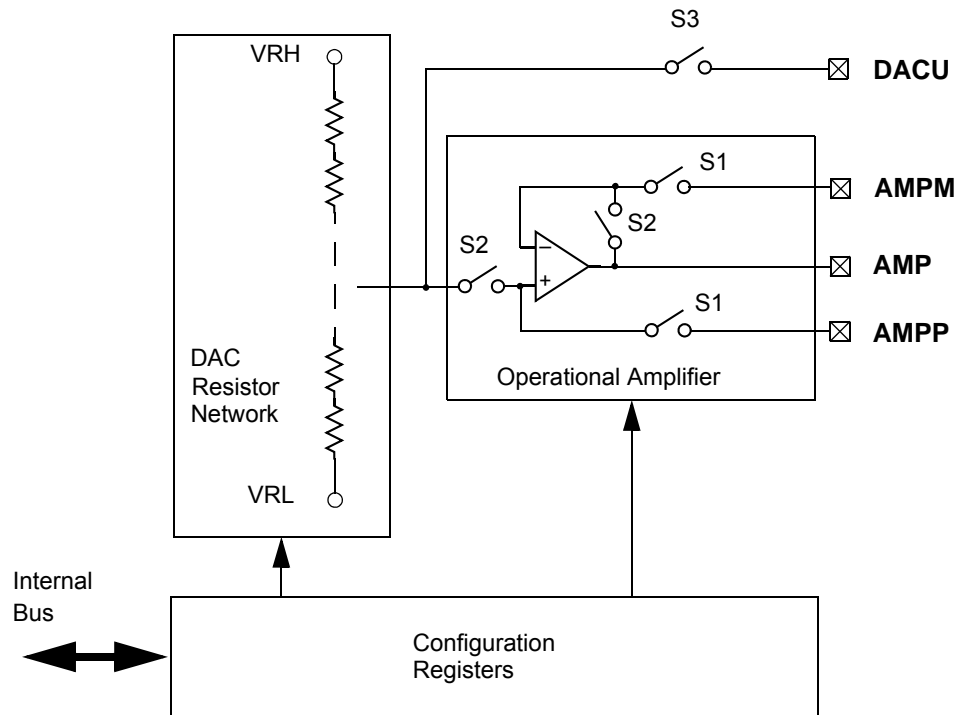 S3
VRH
DACU
S1
AMPM
S2
S2
−
+
AMP
S1
AMPP
DAC
Resistor
Network
Operational Amplifier
VRL
Internal
Bus
Configuration
Registers